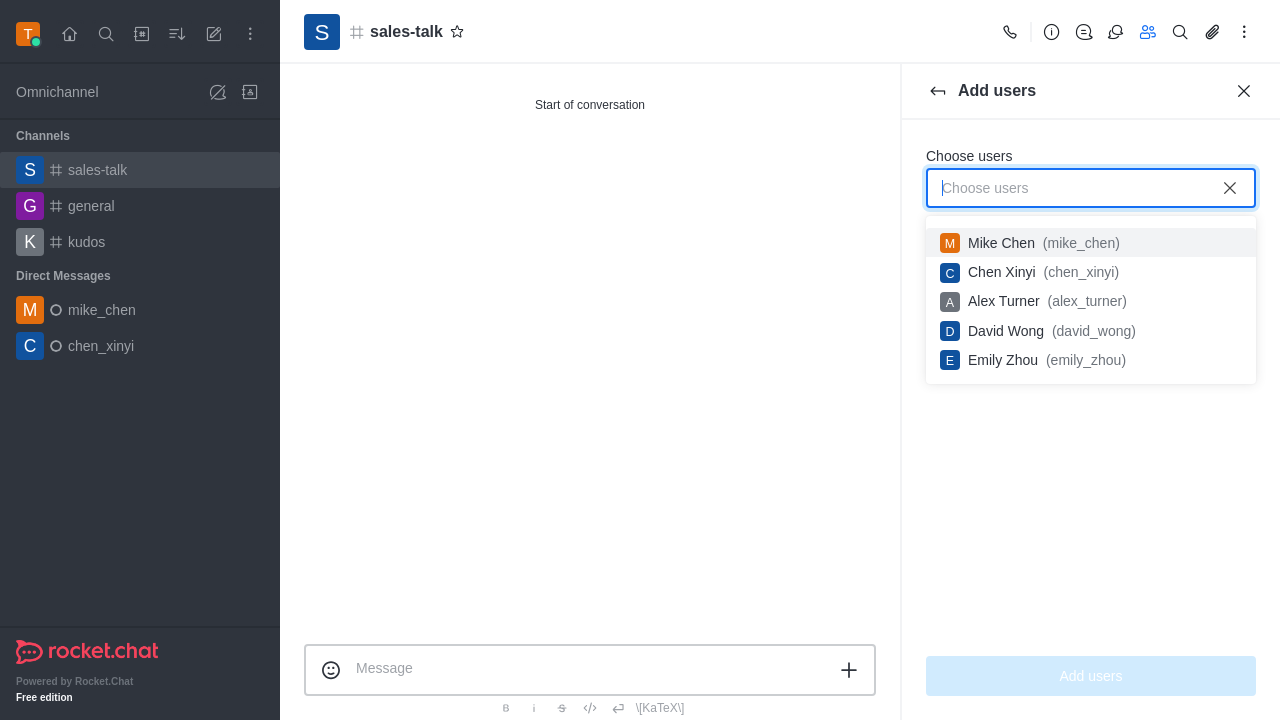 T
Omnichannel
Channels
S sales-talk
G general
K kudos
Direct Messages
M mike_chen
C chen_xinyi
rocket.chat
Powered by Rocket.Chat
Free edition
S sales-talk
Start of conversation
Message
B i S \[KaTeX\]
Add users
Choose users
Choose users
M Mike Chen (mike_chen)
C Chen Xinyi (chen_xinyi)
A Alex Turner (alex_turner)
D David Wong (david_wong)
E Emily Zhou (emily_zhou)
Add users